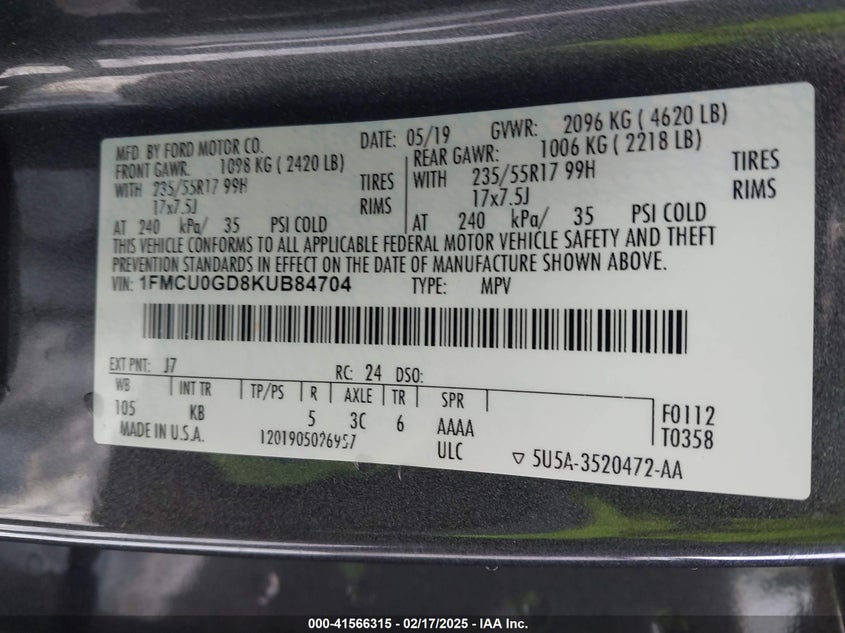 MFD. BY FORD MOTOR CO. DATE: 05/19 GVWR: 2096 KG ( 4620 LB)
FRONT GAWR: 1098 KG ( 2420 LB)
WITH 235/55R17 99H TIRES
17x7.5J RIMS
AT 240 kPa/ 35 PSI COLD
REAR GAWR: 1006 KG ( 2218 LB)
WITH 235/55R17 99H TIRES
17x7.5J RIMS
AT 240 kPa/ 35 PSI COLD
THIS VEHICLE CONFORMS TO ALL APPLICABLE FEDERAL MOTOR VEHICLE SAFETY AND THEFT
PREVENTION STANDARDS IN EFFECT ON THE DATE OF MANUFACTURE SHOWN ABOVE.
VIN: 1FMCU0GD8KUB84704 TYPE: MPV
EXT PNT: J7 RC: 24 DSO:
WB INT TR TP/PS R AXLE TR SPR
105 KB 5 3C 6 AAAA
F0112
T0358
MADE IN U.S.A. ULC
▽ 5U5A-3520472-AA
000-41566315 - 02/17/2025 - IAA Inc.